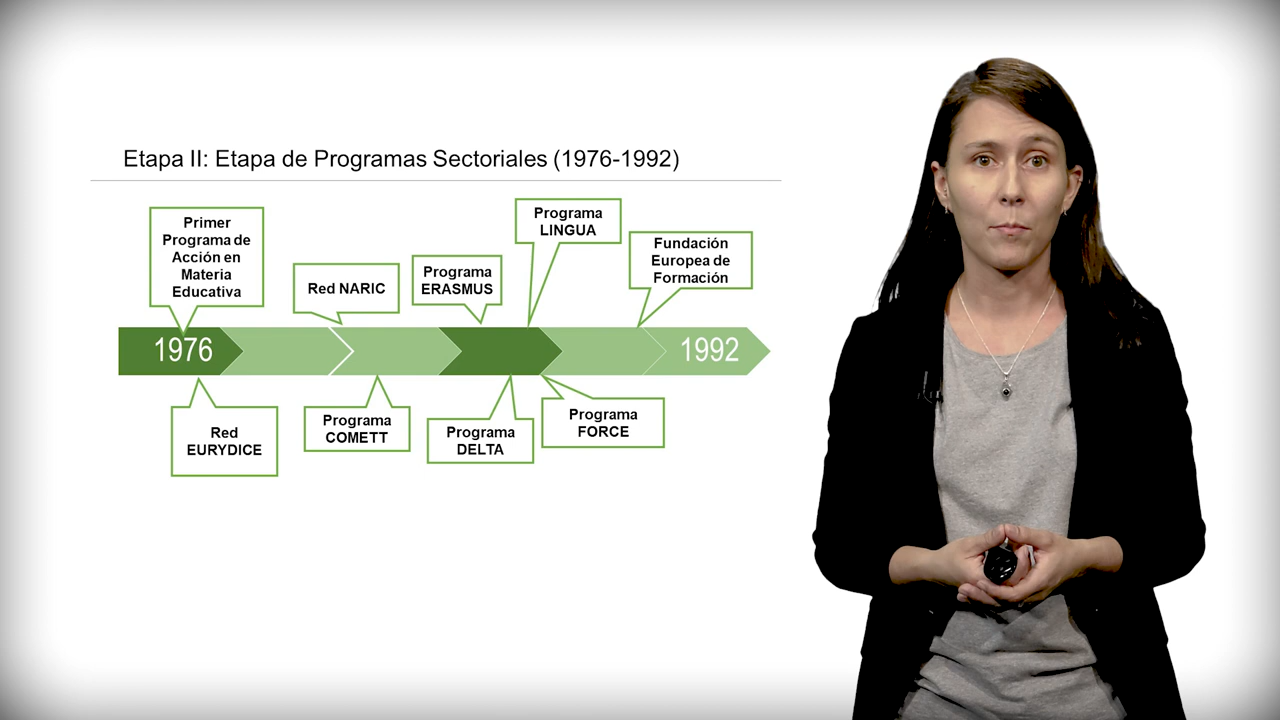 Etapa II: Etapa de Programas Sectoriales (1976-1992)
Primer
Programa de
Acción en
Materia
Educativa
Red NARIC
Programa
ERASMUS
Programa
LINGUA
Fundación
Europea de
Formación
1976
1992
Red
EURYDICE
Programa
COMETT
Programa
DELTA
Programa
FORCE